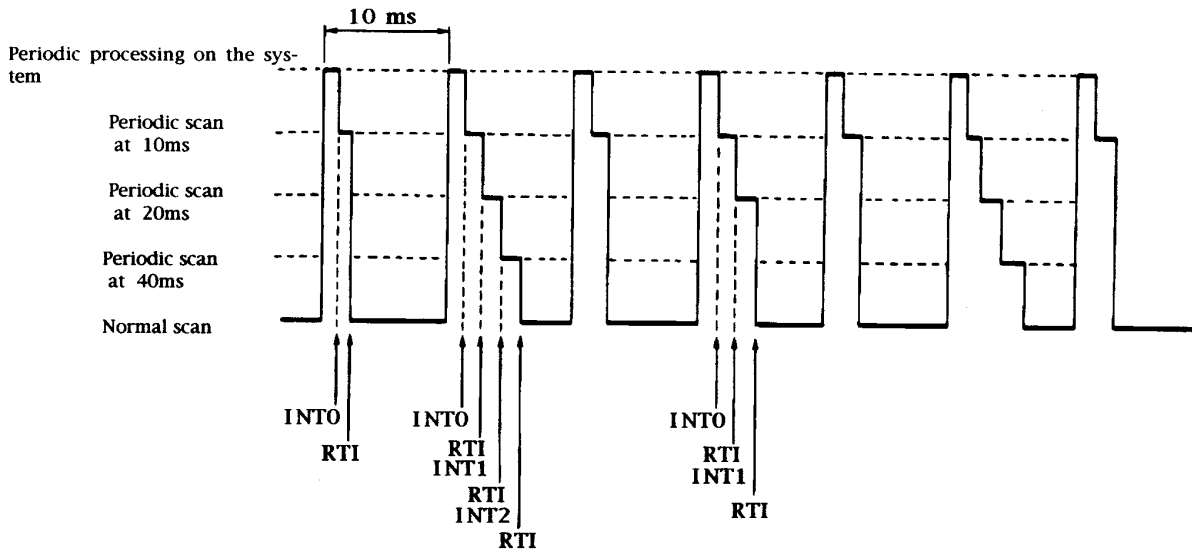 10 ms
Periodic processing on the sys-
tem
Periodic scan
at 10ms
Periodic scan
at 20ms
Periodic scan
at 40ms
Normal scan
INT0
RTI
INT0
RTI
INT1
RTI
INT2
RTI
INT0
RTI
INT1
RTI